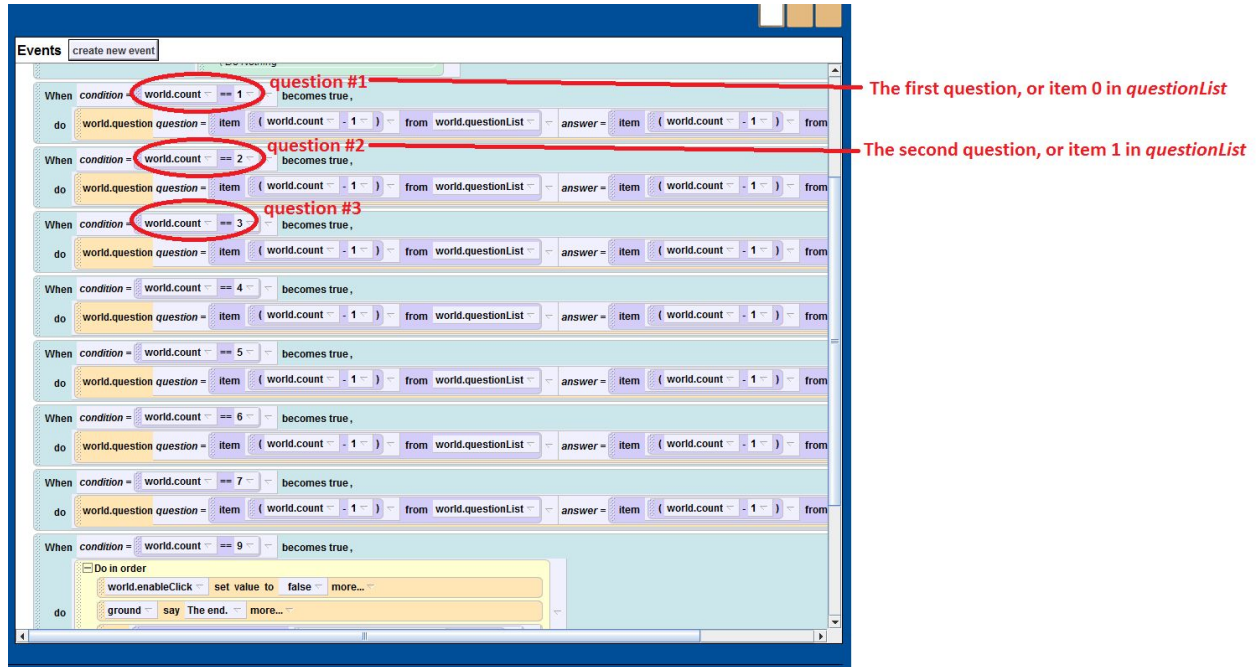 Events create new event
question #1
The first question, or item 0 in questionList
When condition = world.count == 1 becomes true,
do world.question question = item ( world.count - 1 ) from world.questionList answer = item ( world.count - 1 ) from
question #2
The second question, or item 1 in questionList
When condition = world.count == 2 becomes true,
do world.question question = item ( world.count - 1 ) from world.questionList answer = item ( world.count - 1 ) from
question #3
When condition = world.count == 3 becomes true,
do world.question question = item ( world.count - 1 ) from world.questionList answer = item ( world.count - 1 ) from
When condition = world.count == 4 becomes true,
do world.question question = item ( world.count - 1 ) from world.questionList answer = item ( world.count - 1 ) from
When condition = world.count == 5 becomes true,
do world.question question = item ( world.count - 1 ) from world.questionList answer = item ( world.count - 1 ) from
When condition = world.count == 6 becomes true,
do world.question question = item ( world.count - 1 ) from world.questionList answer = item ( world.count - 1 ) from
When condition = world.count == 7 becomes true,
do world.question question = item ( world.count - 1 ) from world.questionList answer = item ( world.count - 1 ) from
When condition = world.count == 9 becomes true,
Do in order
world.enableClick set value to false more...
do ground say The end. more...